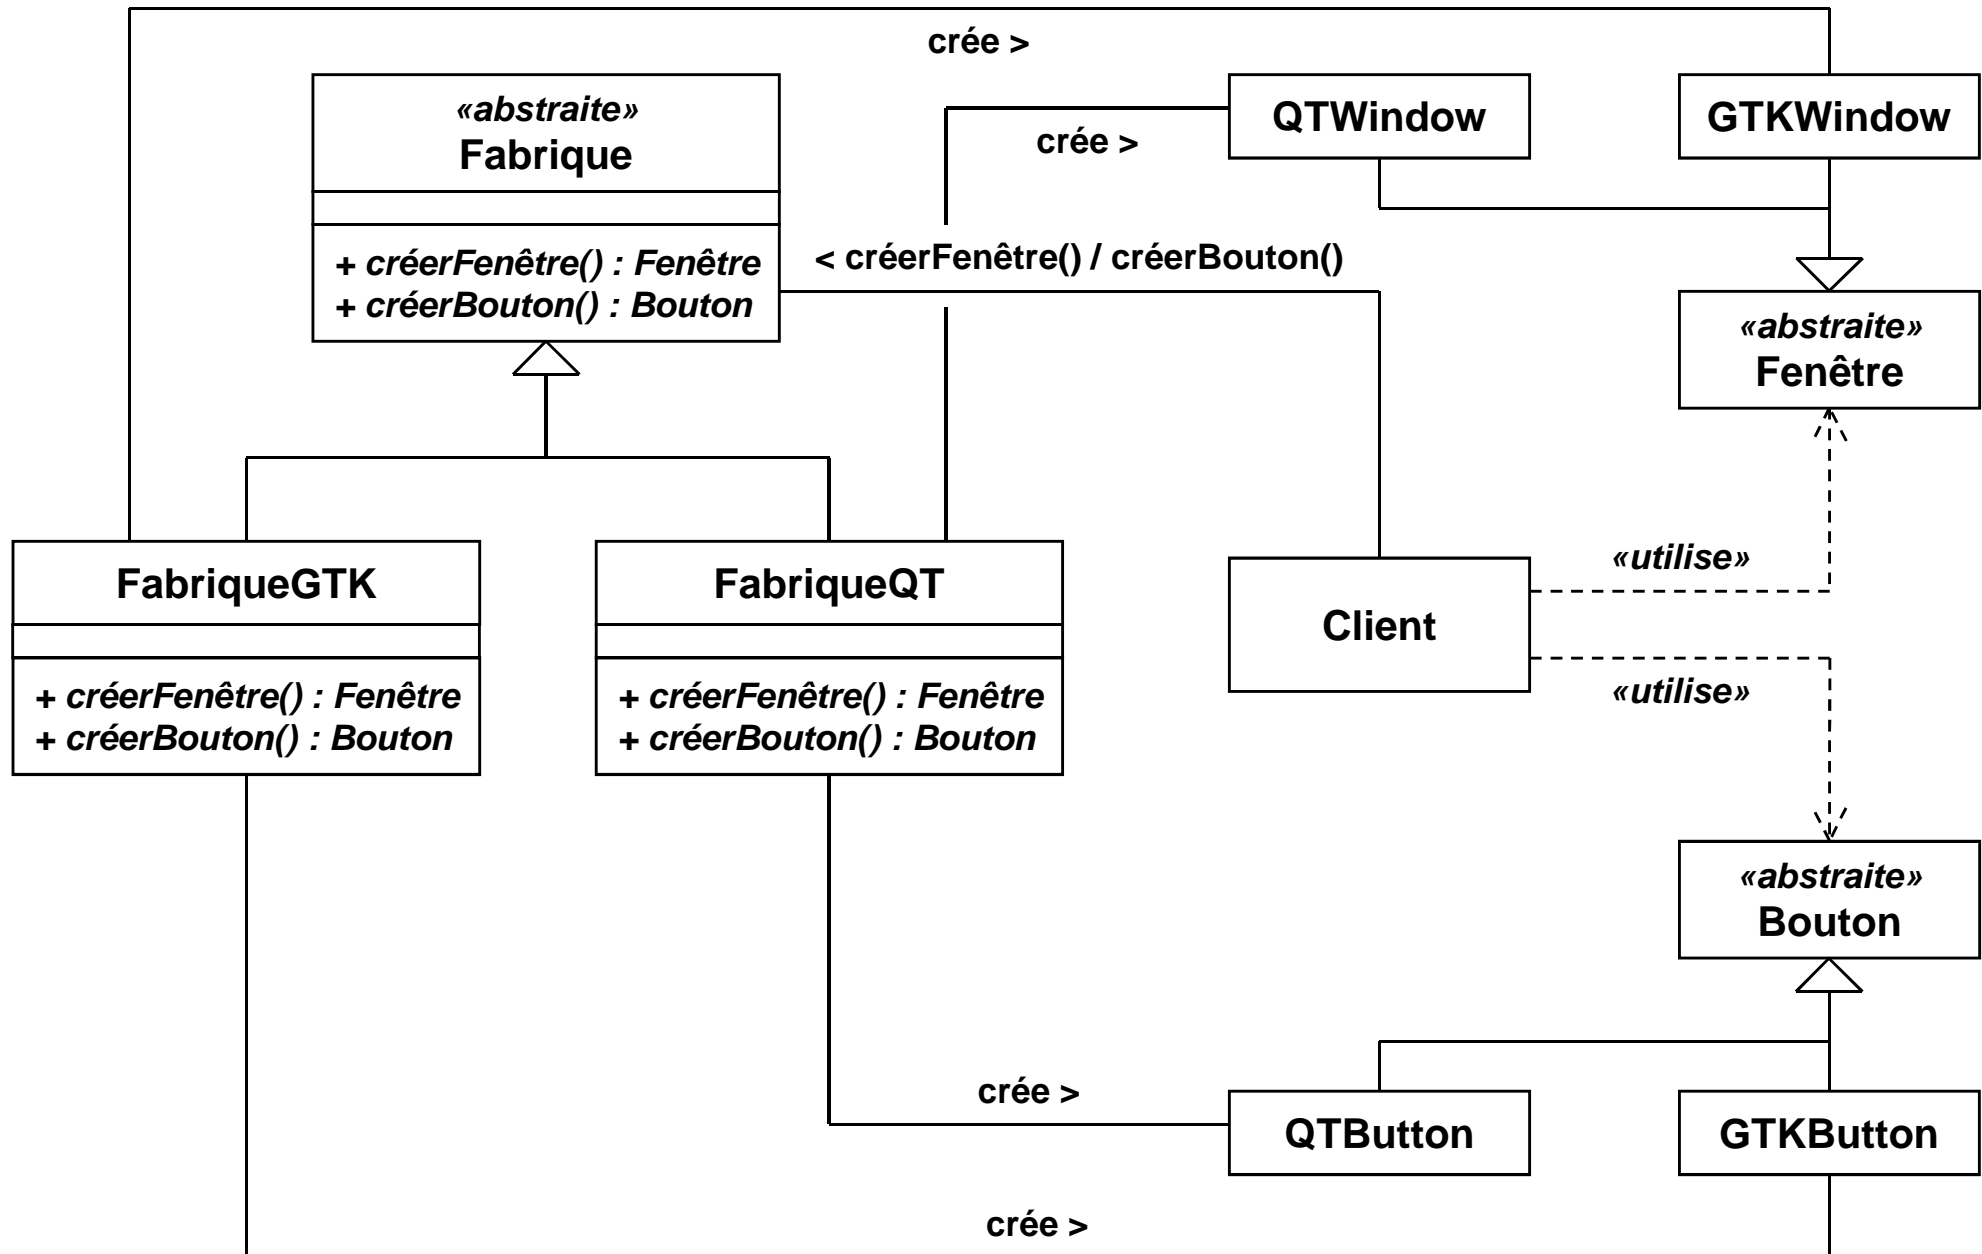 crée >
«abstraite»
Fabrique
+ créerFenêtre() : Fenêtre
+ créerBouton() : Bouton
QTWindow
GTKWindow
crée >
< créerFenêtre() / créerBouton()
«abstraite»
Fenêtre
FabriqueGTK
+ créerFenêtre() : Fenêtre
+ créerBouton() : Bouton
FabriqueQT
+ créerFenêtre() : Fenêtre
+ créerBouton() : Bouton
Client
«utilise»
«utilise»
«abstraite»
Bouton
crée >
QTButton
GTKButton
crée >